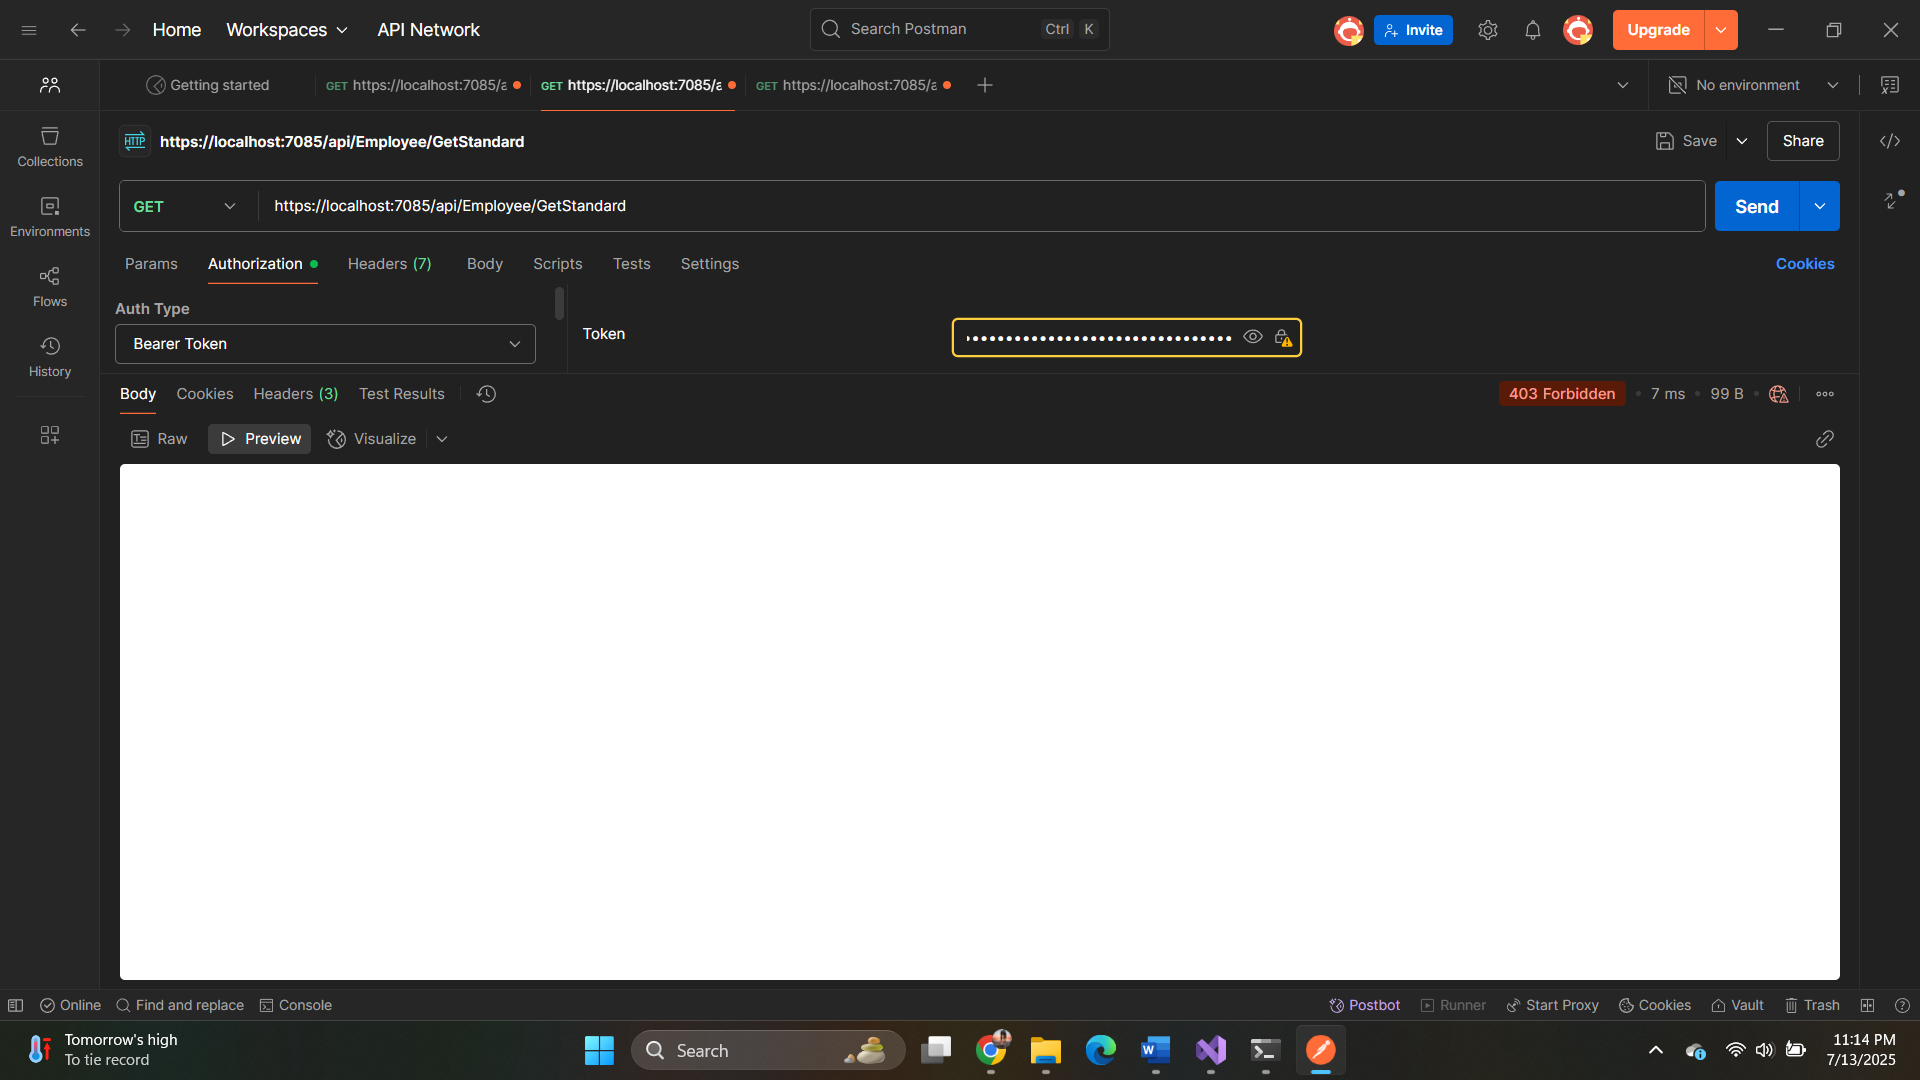 Home Workspaces API Network Search Postman Ctrl K Invite Upgrade
Getting started GET https://localhost:7085/a GET https://localhost:7085/a GET https://localhost:7085/a No environment
HTTP https://localhost:7085/api/Employee/GetStandard Save Share
Collections
GET https://localhost:7085/api/Employee/GetStandard Send
Environments
Params Authorization Headers (7) Body Scripts Tests Settings Cookies
Flows
Auth Type
Token
Bearer Token
History
Body Cookies Headers (3) Test Results 403 Forbidden • 7 ms • 99 B •
Raw Preview Visualize
Online Find and replace Console Postbot Runner Start Proxy Cookies Vault Trash
Tomorrow's high
To tie record
Search
11:14 PM
7/13/2025